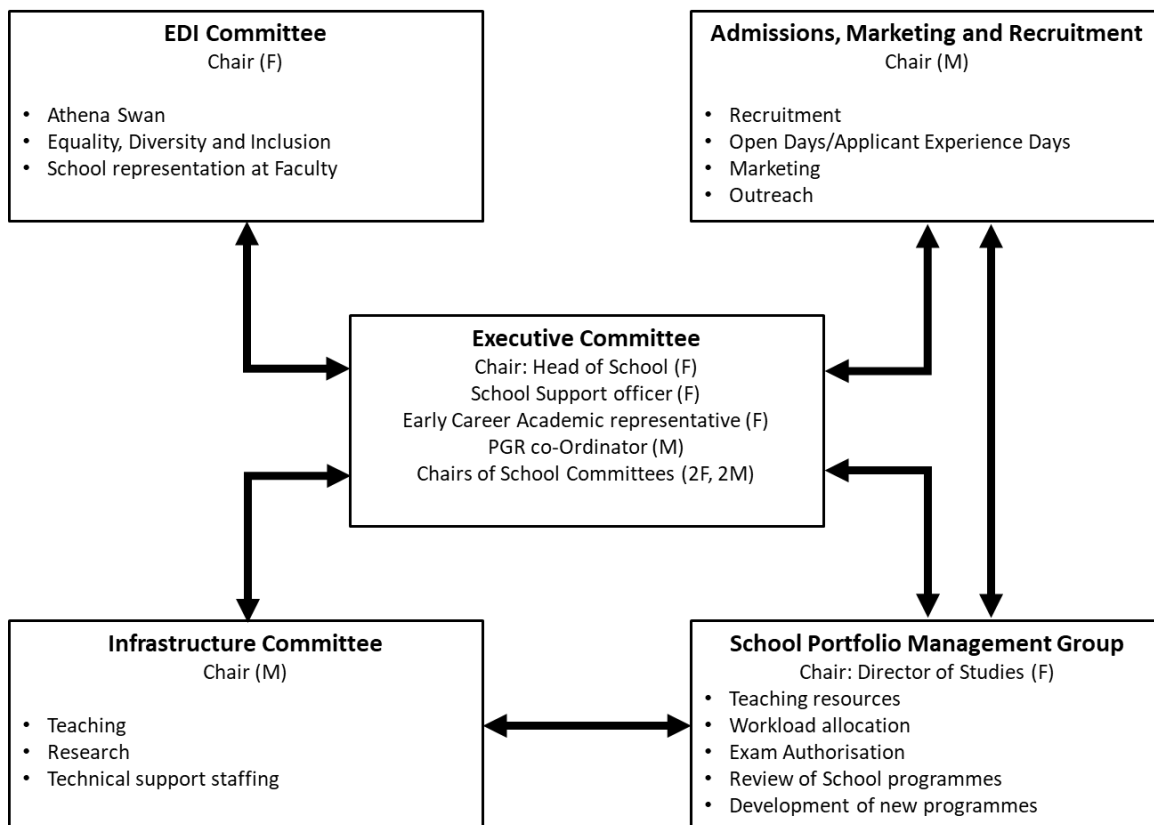 EDI Committee
Chair (F)
• Athena Swan
• Equality, Diversity and Inclusion
• School representation at Faculty
Admissions, Marketing and Recruitment
Chair (M)
• Recruitment
• Open Days/Applicant Experience Days
• Marketing
• Outreach
Executive Committee
Chair: Head of School (F)
School Support officer (F)
Early Career Academic representative (F)
PGR co-Ordinator (M)
Chairs of School Committees (2F, 2M)
Infrastructure Committee
Chair (M)
• Teaching
• Research
• Technical support staffing
School Portfolio Management Group
Chair: Director of Studies (F)
• Teaching resources
• Workload allocation
• Exam Authorisation
• Review of School programmes
• Development of new programmes